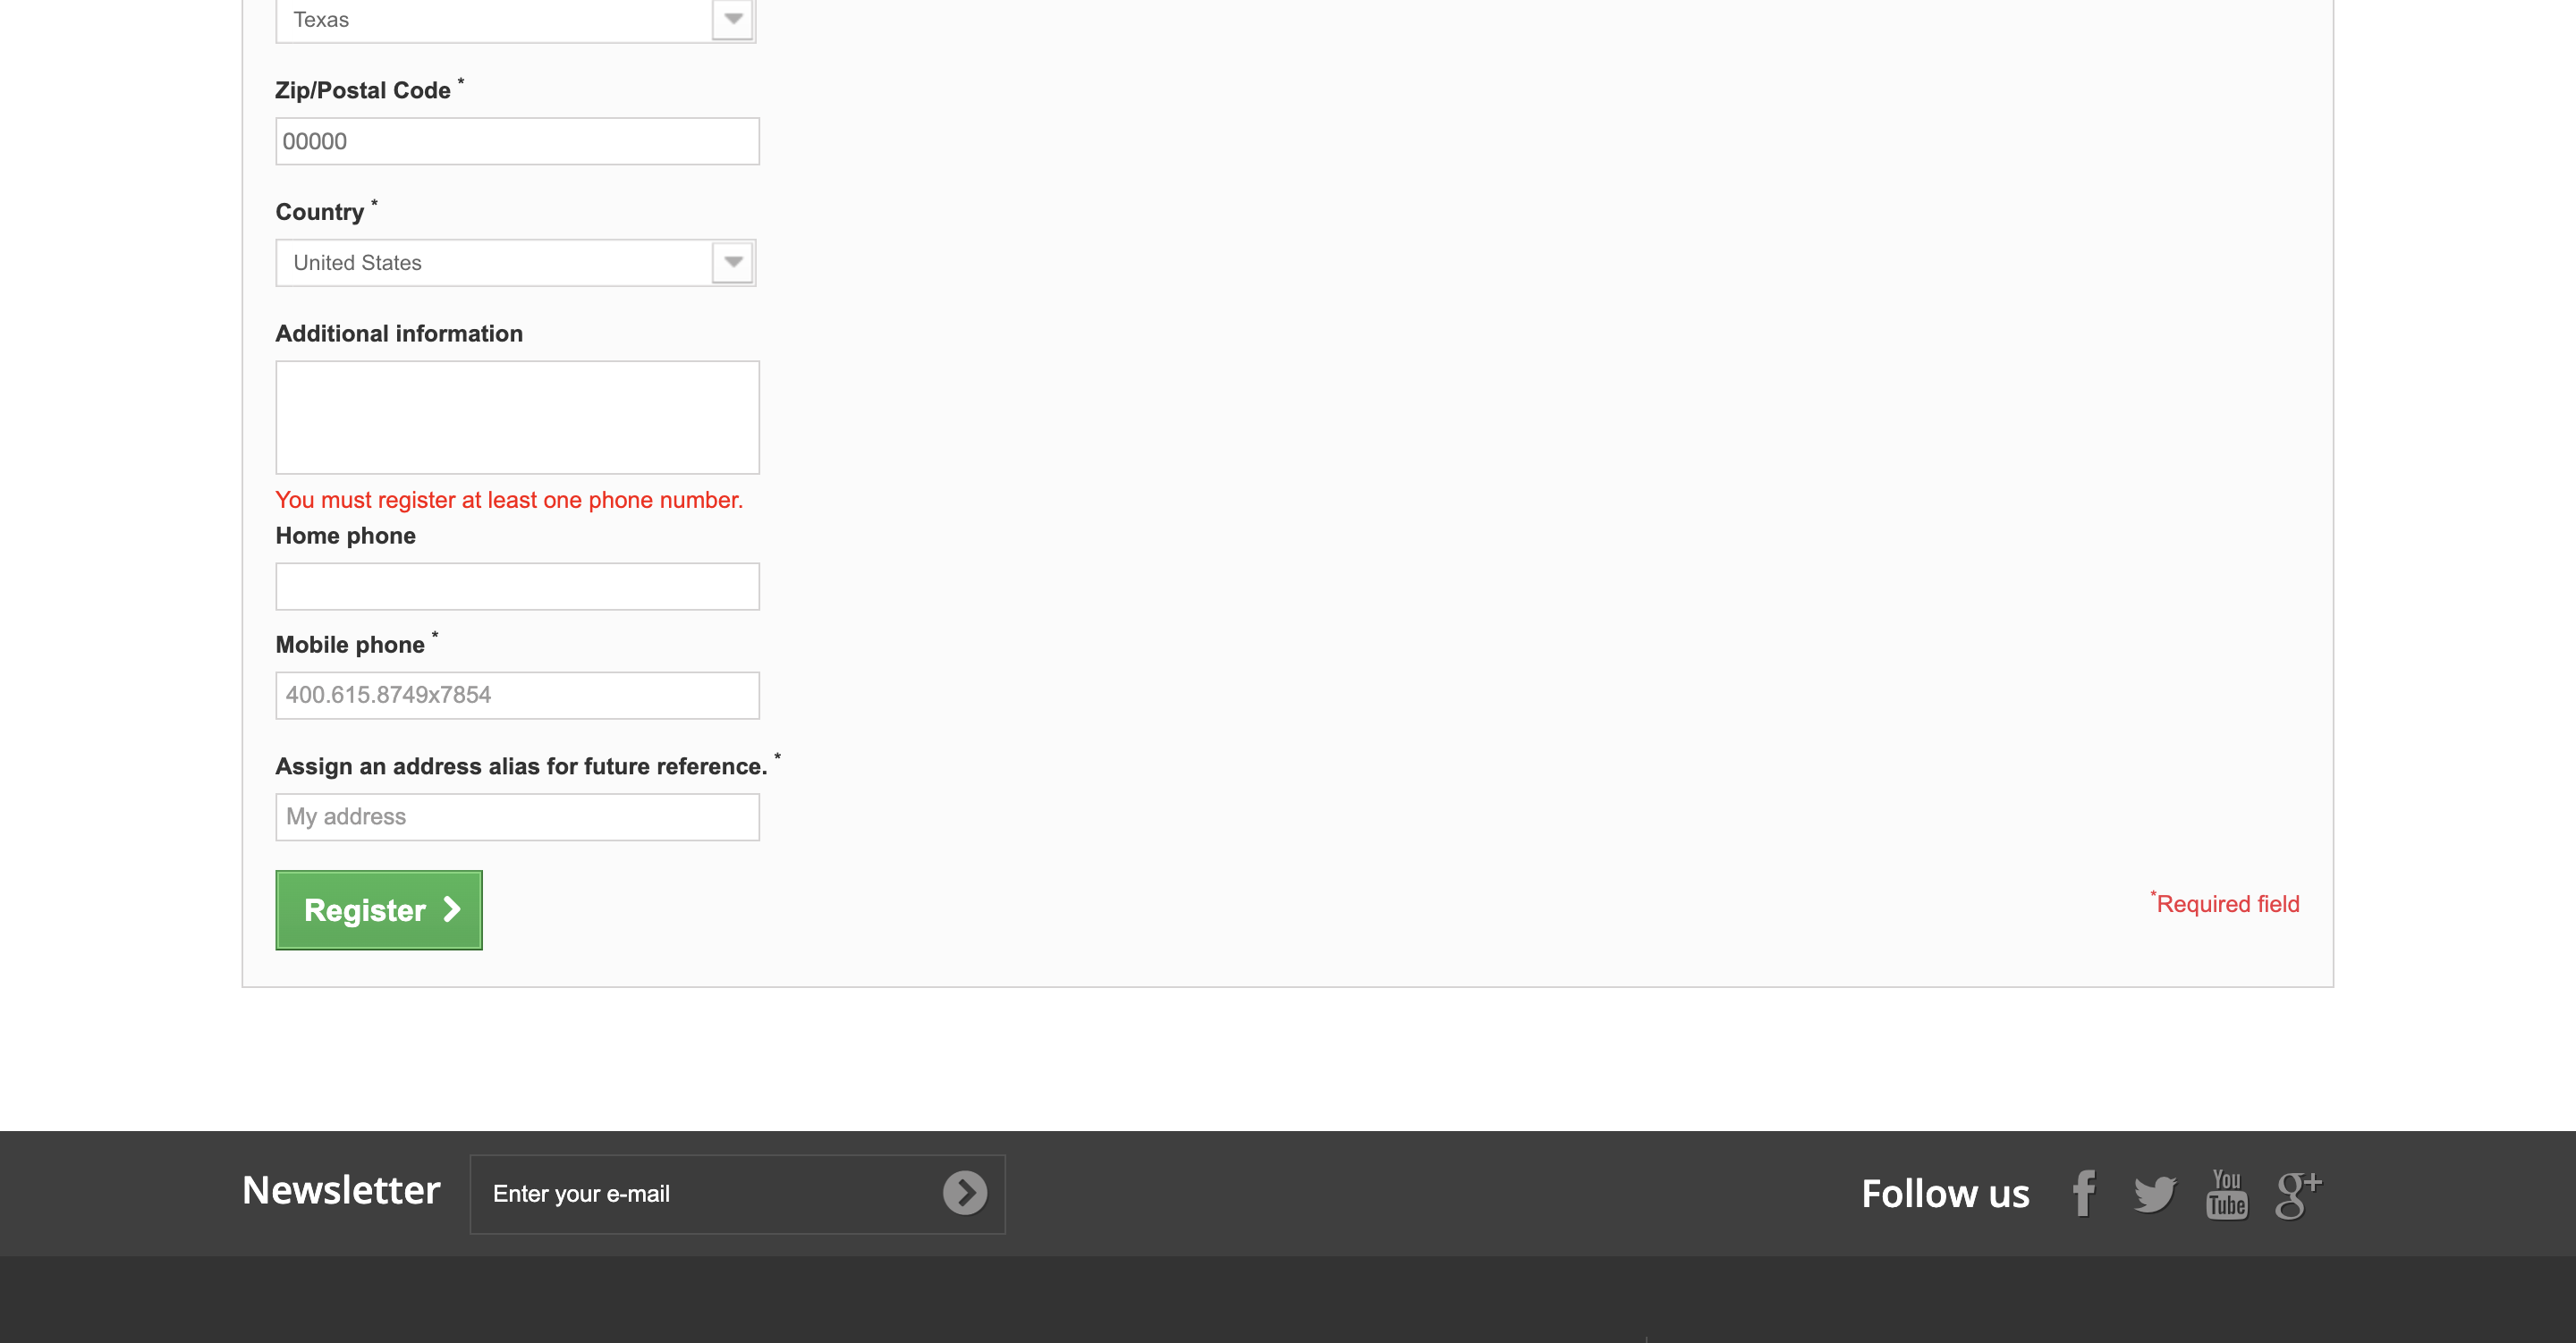 Texas
Zip/Postal Code *
00000
Country *
United States
Additional information
You must register at least one phone number.
Home phone
Mobile phone *
400.615.8749x7854
Assign an address alias for future reference. *
My address
Register
*Required field
Newsletter
Enter your e-mail
Follow us
You
Tube
g+